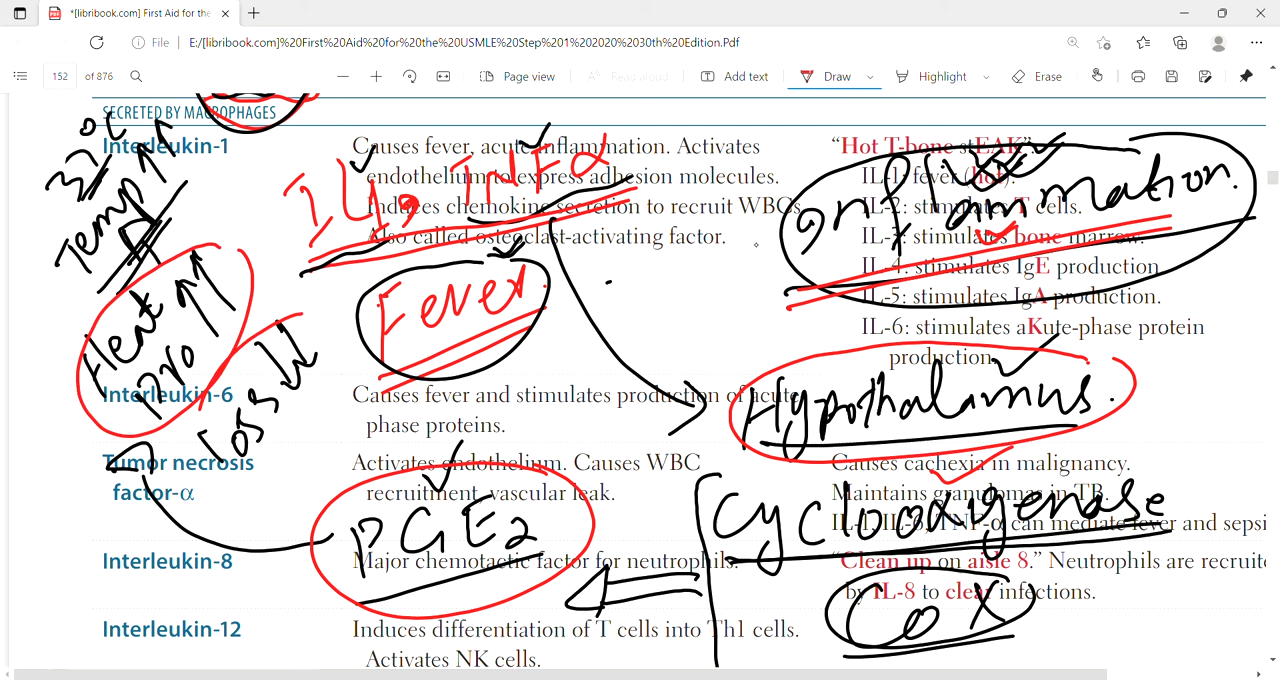 *[libribook.com] First Aid for the
File E:/[libribook.com]%20First%20Aid%20for%20the%20USMLE%20Step%201%202020%2030th%20Edition.Pdf
152 of 876 Page view Read aloud Add text Draw Highlight Erase
SECRETED BY MACROPHAGES
Interleukin-1
Causes fever, acute inflammation. Activates
endothelium to express adhesion molecules.
Induces chemokine secretion to recruit WBCs.
Also called osteoclast-activating factor.
"Hot T-bone stEAK"
IL-1: fever (hot).
IL-2: stimulates T cells.
IL-3: stimulates bone marrow.
IL-4: stimulates IgE production.
IL-5: stimulates IgA production.
IL-6: stimulates aKute-phase protein
production.
Interleukin-6
Causes fever and stimulates production of acute-
phase proteins.
Tumor necrosis
factor-α
Activates endothelium. Causes WBC
recruitment, vascular leak.
Causes cachexia in malignancy.
Maintains granulomas in TB.
IL-1, IL-6, TNF-α can mediate fever and sepsi
Interleukin-8
Major chemotactic factor for neutrophils.
"Clean up on aisle 8." Neutrophils are recruite
by IL-8 to clear infections.
Interleukin-12
Induces differentiation of T cells into Th1 cells.
Activates NK cells.
37°C
Temp ↑↑
Heat
pro ↑↑
loss ↓↓
Fever
Hypothalamus.
PGE2
Cyclooxigenase
COX